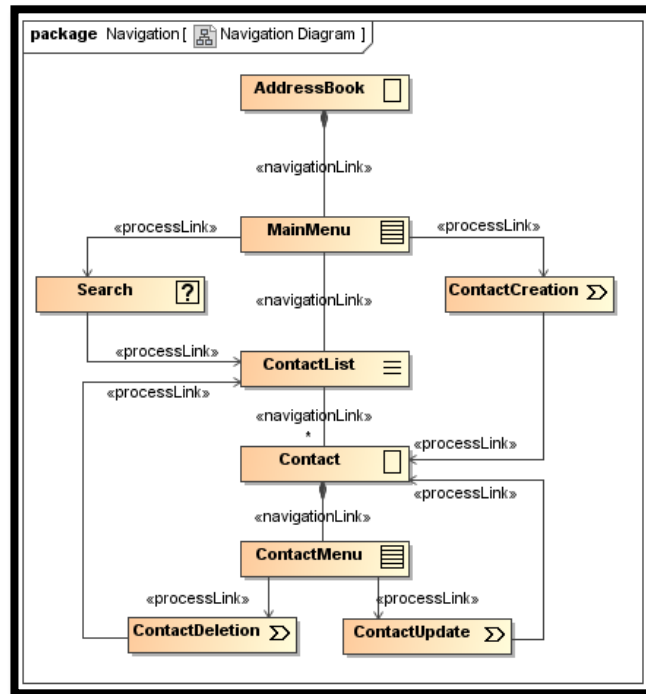 package Navigation [ Navigation Diagram ]
AddressBook
«navigationLink»
«processLink»
MainMenu
«processLink»
Search ?
«navigationLink»
ContactCreation
«processLink»
ContactList
«processLink»
«navigationLink»
*
«processLink»
Contact
«processLink»
«navigationLink»
ContactMenu
«processLink»
«processLink»
ContactDeletion
ContactUpdate